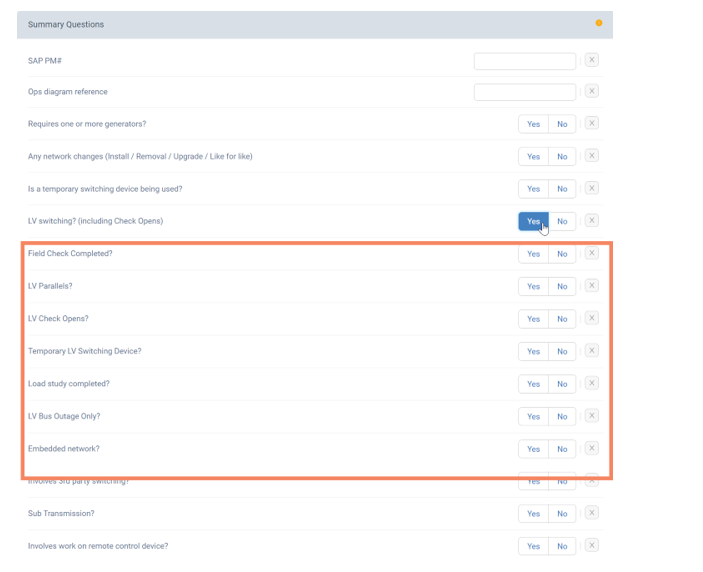 Summary Questions
SAP PM#
X
Ops diagram reference
X
Requires one or more generators? Yes No X
Any network changes (Install / Removal / Upgrade / Like for like) Yes No X
Is a temporary switching device being used? Yes No X
LV switching? (including Check Opens) Yes No X
Field Check Completed? Yes No X
LV Parallels? Yes No X
LV Check Opens? Yes No X
Temporary LV Switching Device? Yes No X
Load study completed? Yes No X
LV Bus Outage Only? Yes No X
Embedded network? Yes No X
Involves 3rd party switching? Yes No X
Sub Transmission? Yes No X
Involves work on remote control device? Yes No X